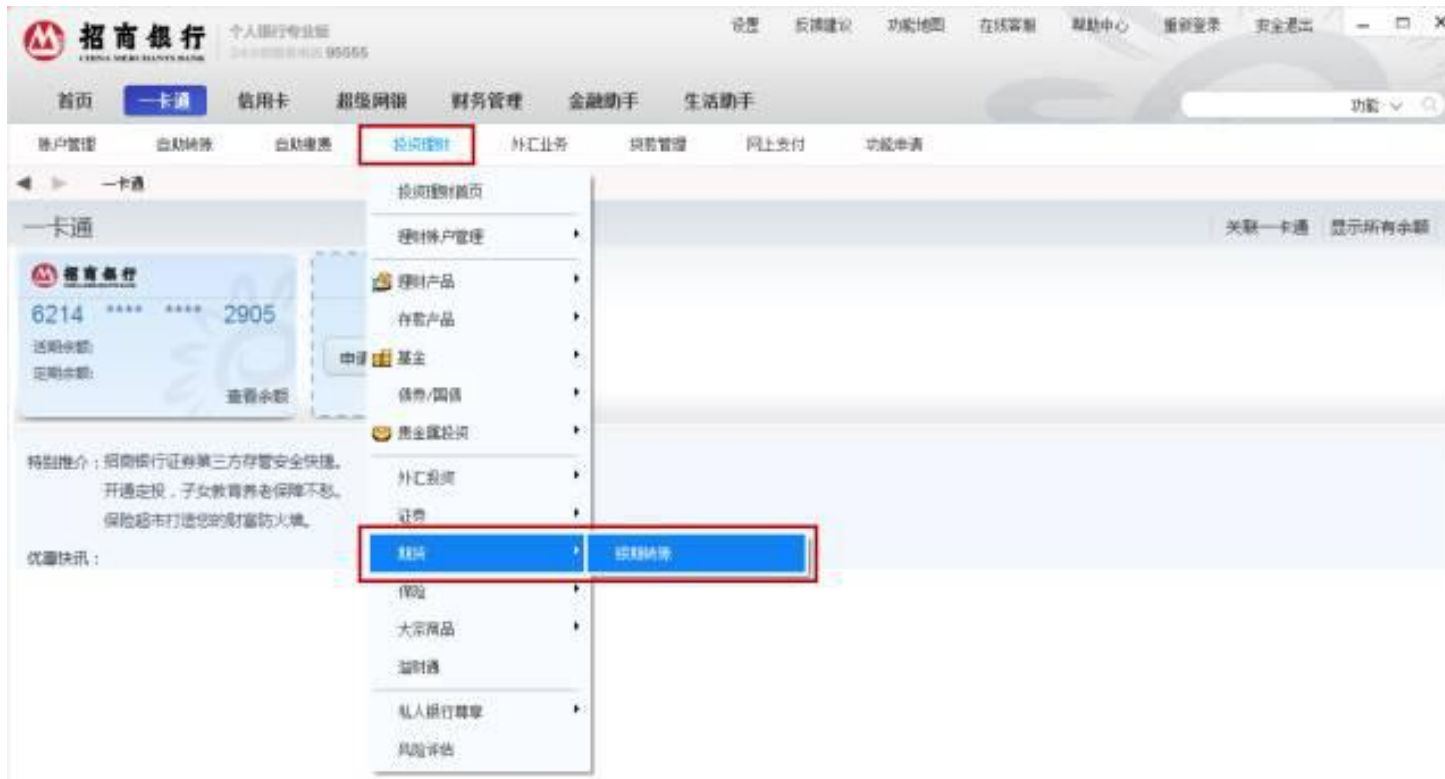 招商银行 个人银行专业版
CHINA MERCHANTS BANK 95555
设置 反馈建议 功能地图 在线客服 帮助中心 重新登录 安全退出
首页 一卡通 信用卡 超级网银 财务管理 金融助手 生活助手
功能
账户管理 自助转账 自助缴费 投资理财 外汇业务 贷款管理 网上支付 功能申请
一卡通
投资理财首页
一卡通
关联一卡通 显示所有余额
理财账户管理
招商银行
理财产品
6214 **** **** 2905
存款产品
活期余额:
申请
基金
定期余额:
查看余额
债券/国债
贵金属投资
特别推介：招商银行证券第三方存管安全快捷。
外汇投资
开通定投，子女教育养老保障不愁。
证券
保险超市打造您的财富防火墙。
优惠快讯：
期货 银期转账
保险
大宗商品
溢财通
私人银行尊享
风险评估